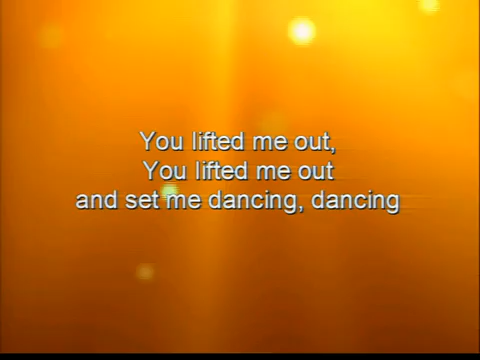 You lifted me out,
You lifted me out
and set me dancing, dancing